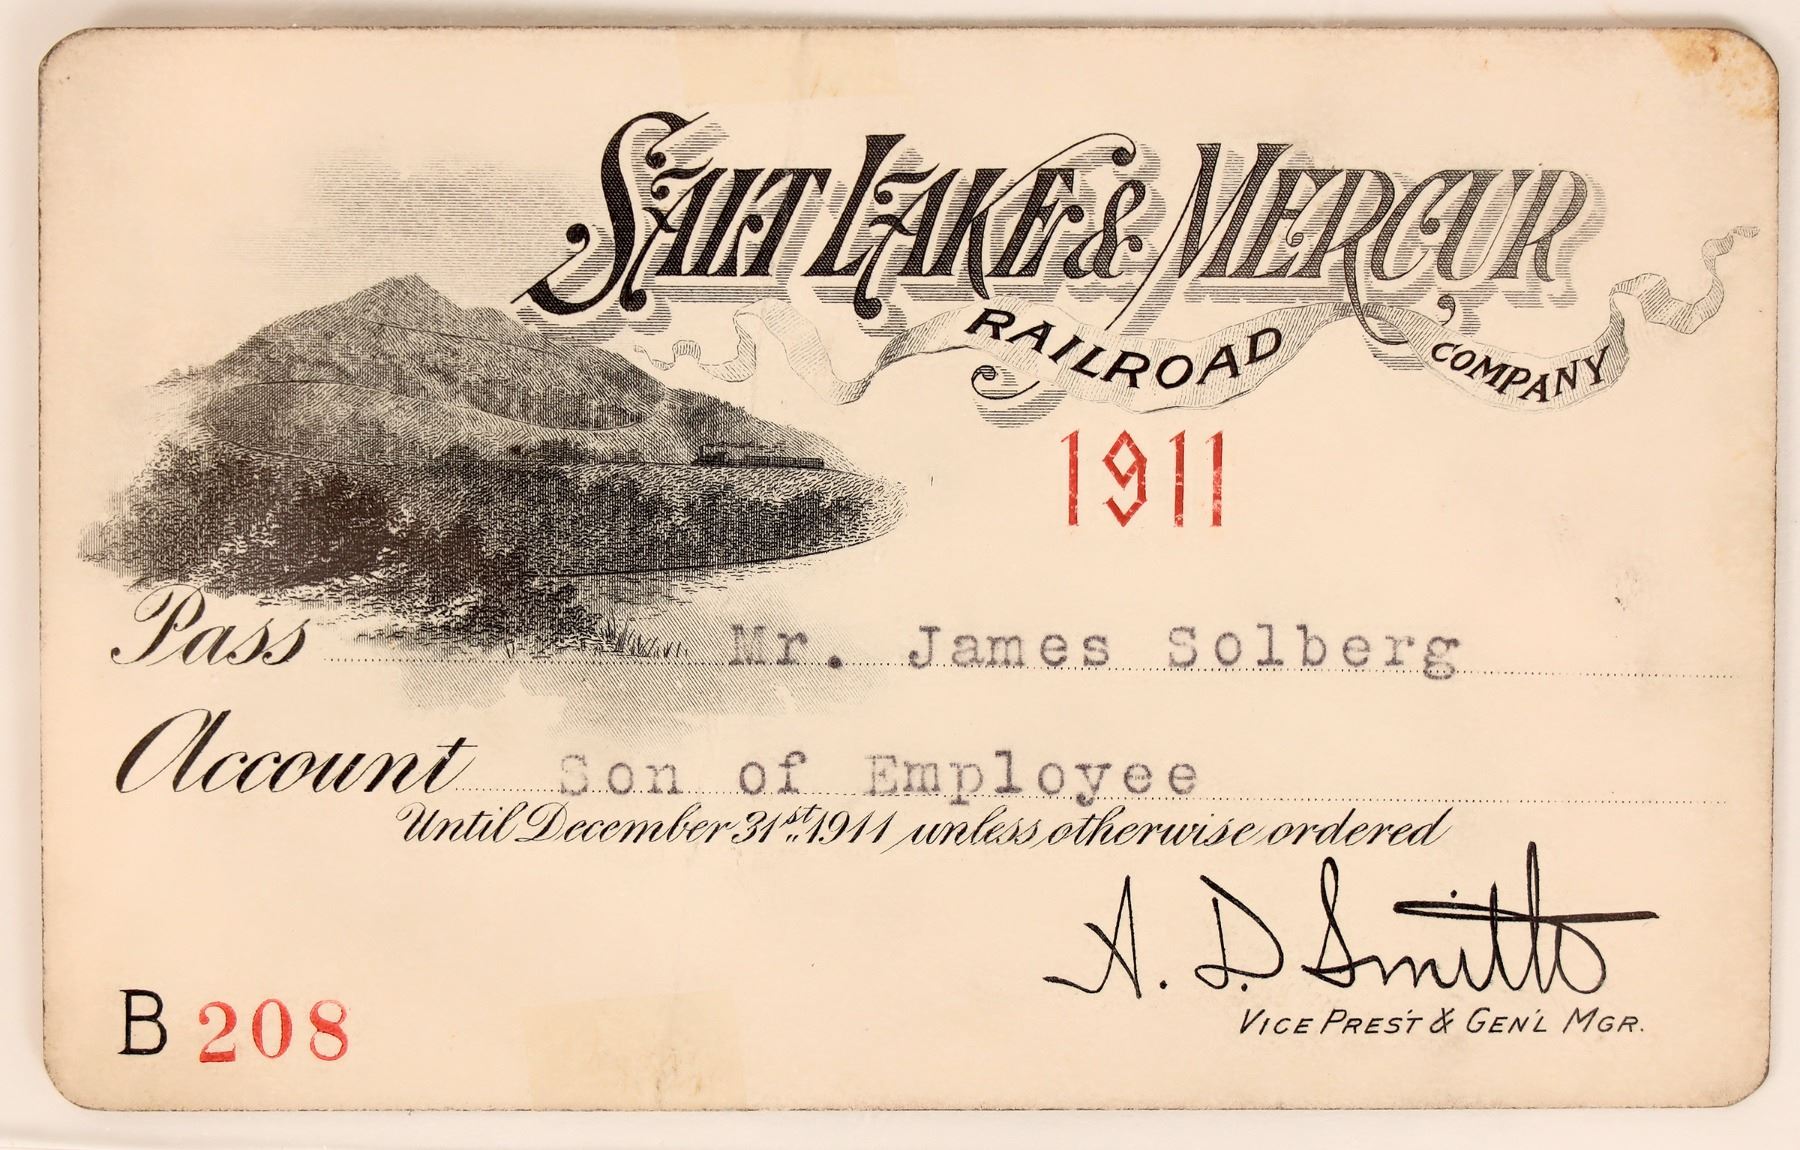 SALT LAKE & MERCUR
RAILROAD COMPANY
1911
Pass Mr. James Solberg
Account Son of Employee
Until December 31st 1911 unless otherwise ordered
A. D. Smith
VICE PRES'T & GEN'L MGR.
B 208